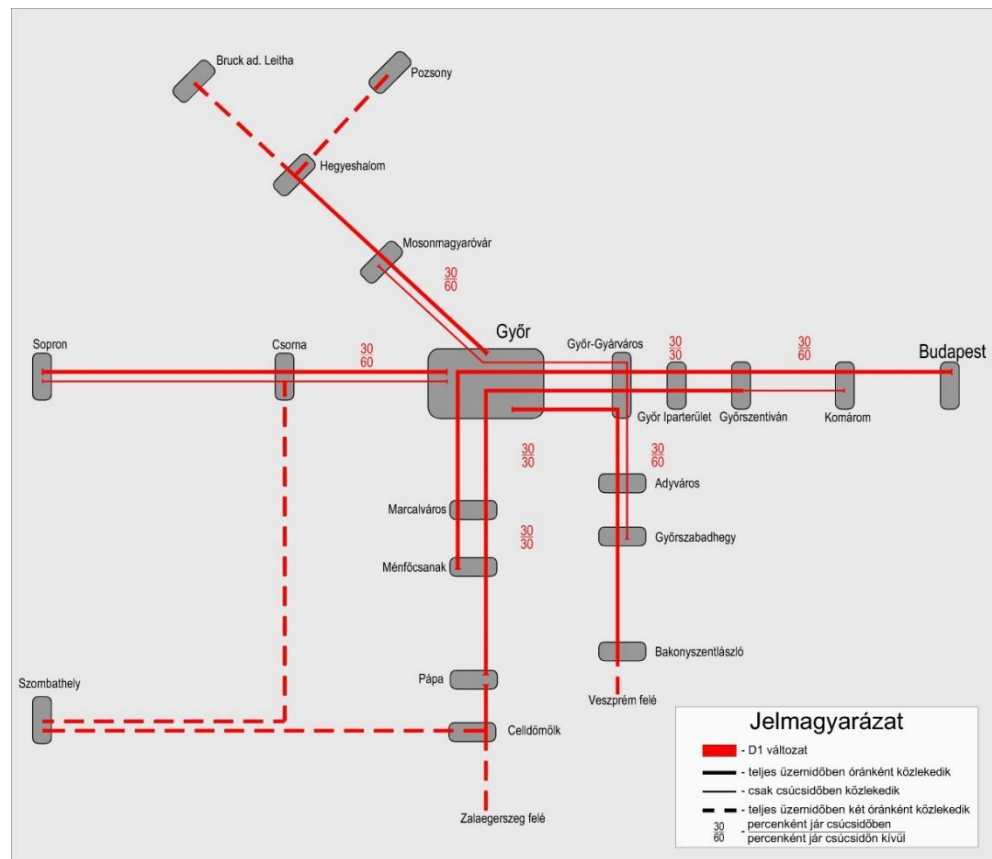 Bruck ad. Leitha
Pozsony
Hegyeshalom
Mosonmagyaróvár
30
60
Győr
Sopron
Csorna
30
60
Győr-Gyárváros
30
30
30
60
Budapest
Győr Iparterület
Győrszentiván
Komárom
30
30
30
60
Adyváros
Marcalváros
30
30
Győrszabadhegy
Ménfőcsanak
Bakonyszentlászló
Pápa
Szombathely
Veszprém felé
Celldömölk
Zalaegerszeg felé
Jelmagyarázat
- D1 változat
- teljes üzemidőben óránként közlekedik
- csak csúcsidőben közlekedik
- teljes üzemidőben két óránként közlekedik
30
60
- percenként jár csúcsidőben
percenként jár csúcsidőn kívül